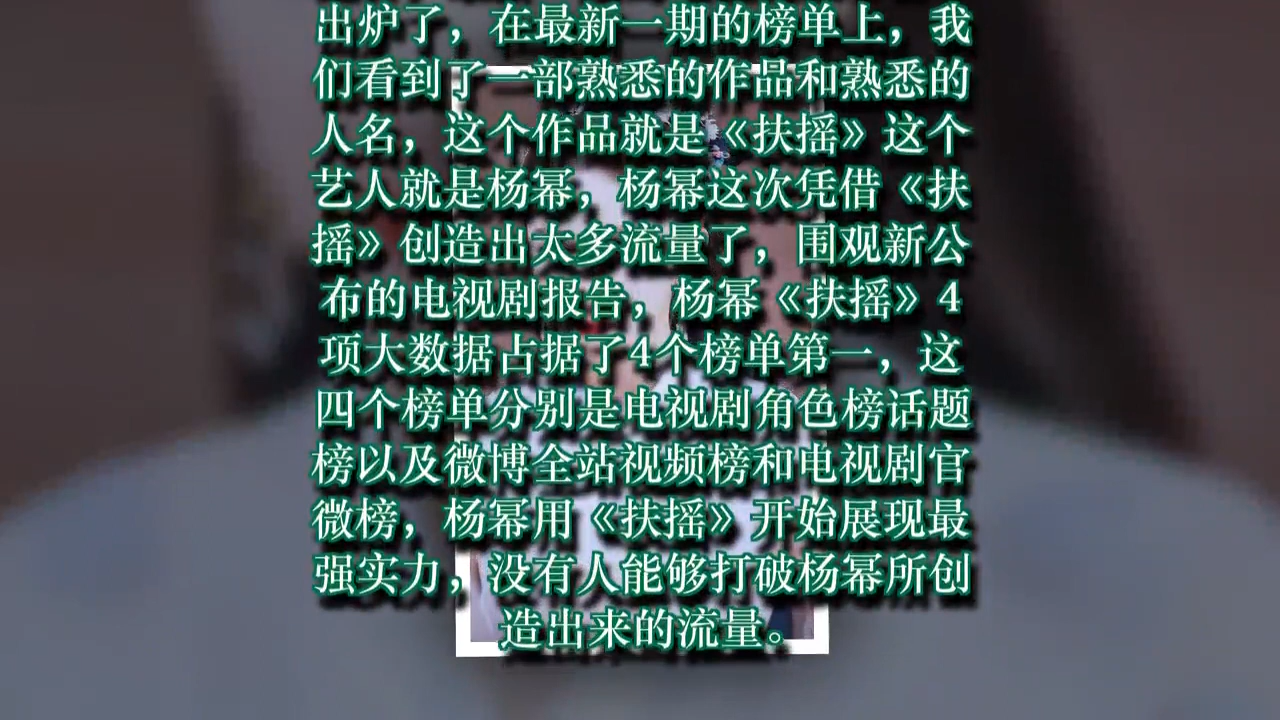 出炉了，在最新一期的榜单上，我
们看到了一部熟悉的作品和熟悉的
人名，这个作品就是《扶摇》这个
艺人就是杨幂，杨幂这次凭借《扶
摇》创造出太多流量了，围观新公
布的电视剧报告，杨幂《扶摇》4
项大数据占据了4个榜单第一，这
四个榜单分别是电视剧角色榜话题
榜以及微博全站视频榜和电视剧官
微榜，杨幂用《扶摇》开始展现最
强实力，没有人能够打破杨幂所创
造出来的流量。